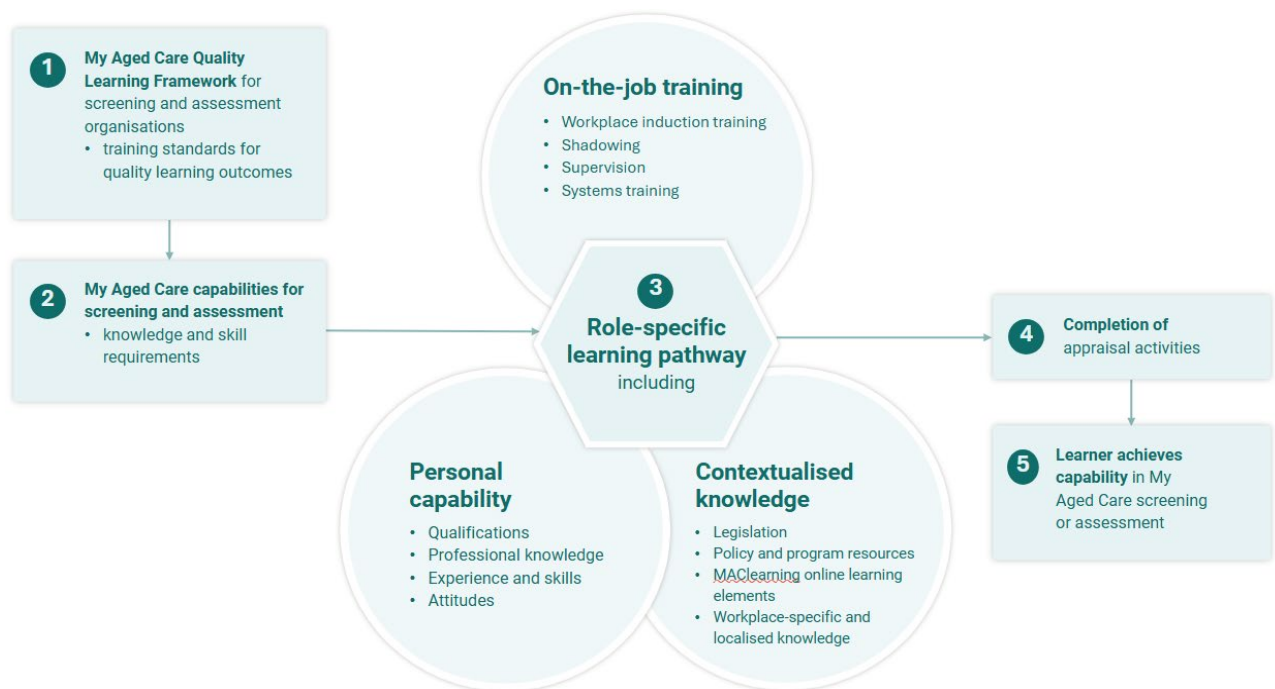 1
My Aged Care Quality
Learning Framework for
screening and assessment
organisations
• training standards for
quality learning outcomes
2
My Aged Care capabilities for
screening and assessment
• knowledge and skill
requirements
On-the-job training
• Workplace induction training
• Shadowing
• Supervision
• Systems training
3
Role-specific
learning pathway
including
Personal
capability
• Qualifications
• Professional knowledge
• Experience and skills
• Attitudes
Contextualised
knowledge
• Legislation
• Policy and program resources
• MAClearning online learning
elements
• Workplace-specific and
localised knowledge
4
Completion of
appraisal activities
5
Learner achieves
capability in My
Aged Care screening
or assessment